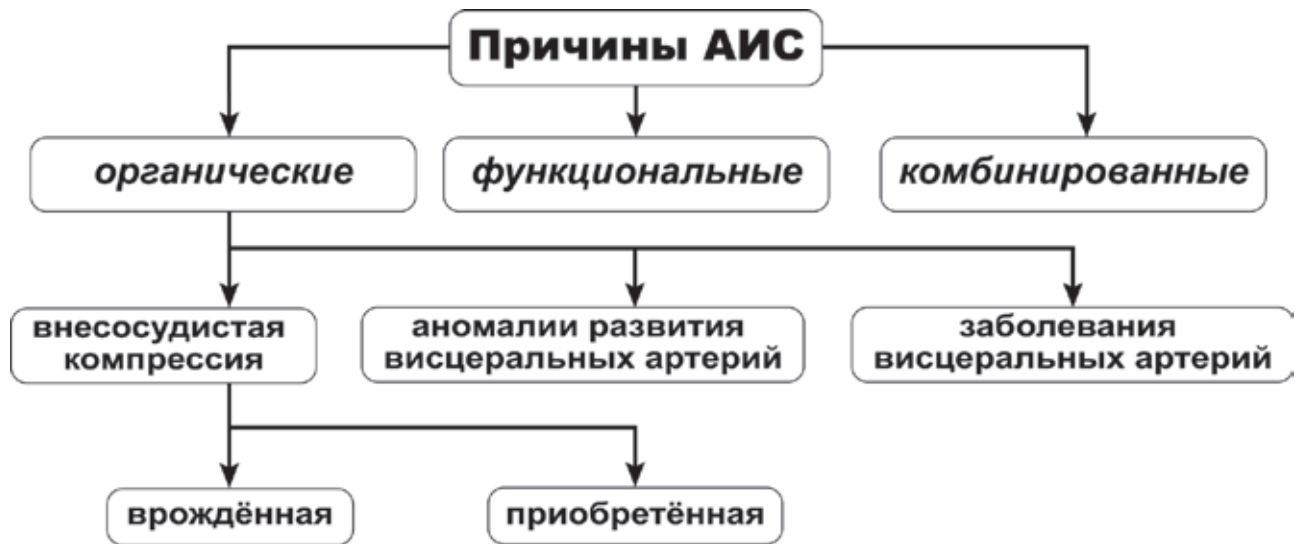 Причины АИС
органические
функциональные
комбинированные
внесосудистая
компрессия
аномалии развития
висцеральных артерий
заболевания
висцеральных артерий
врождённая
приобретённая